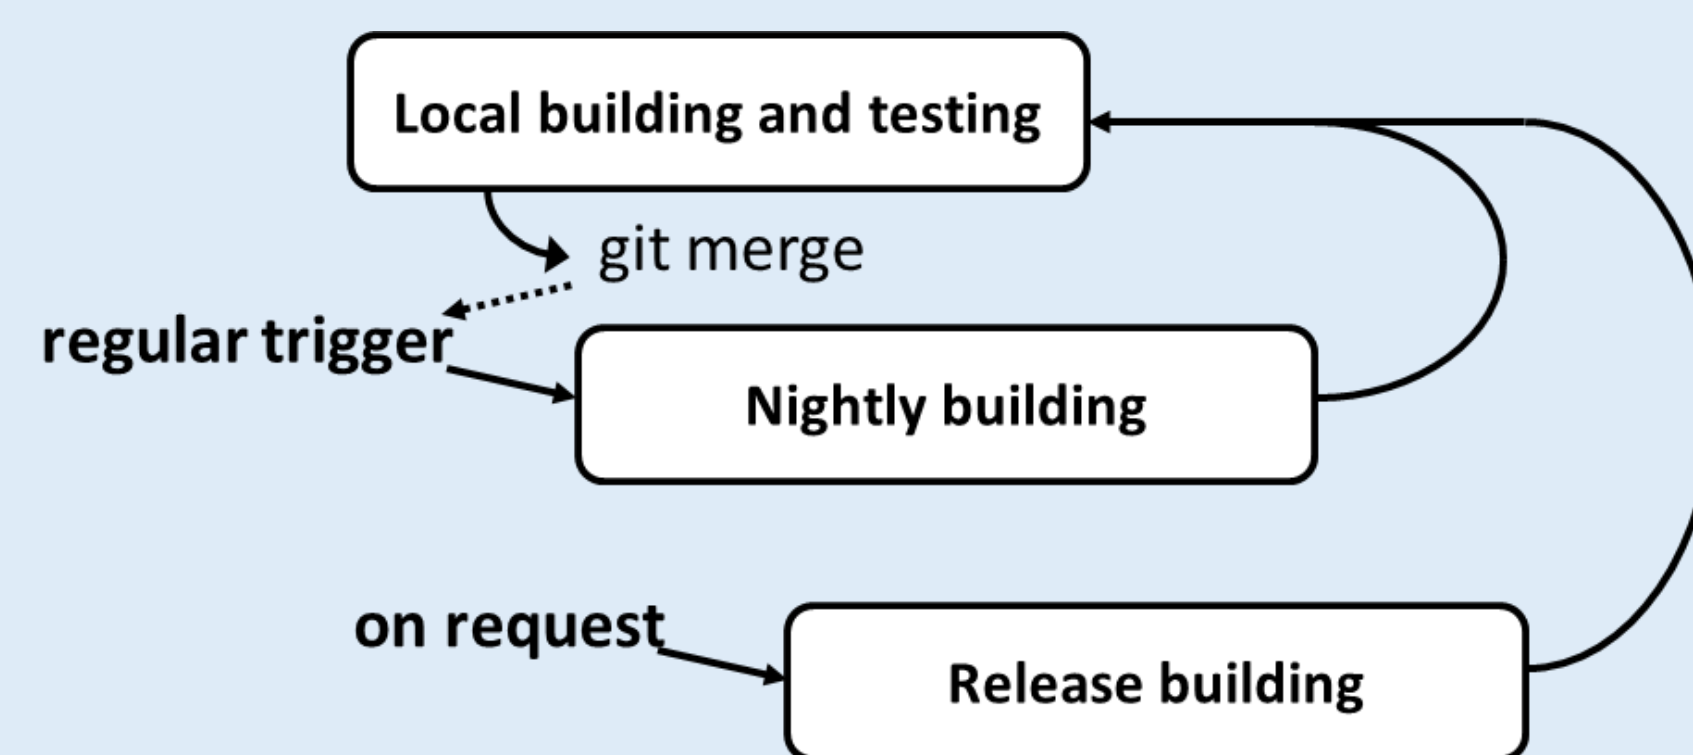 Local building and testing
git merge
regular trigger
Nightly building
on request
Release building